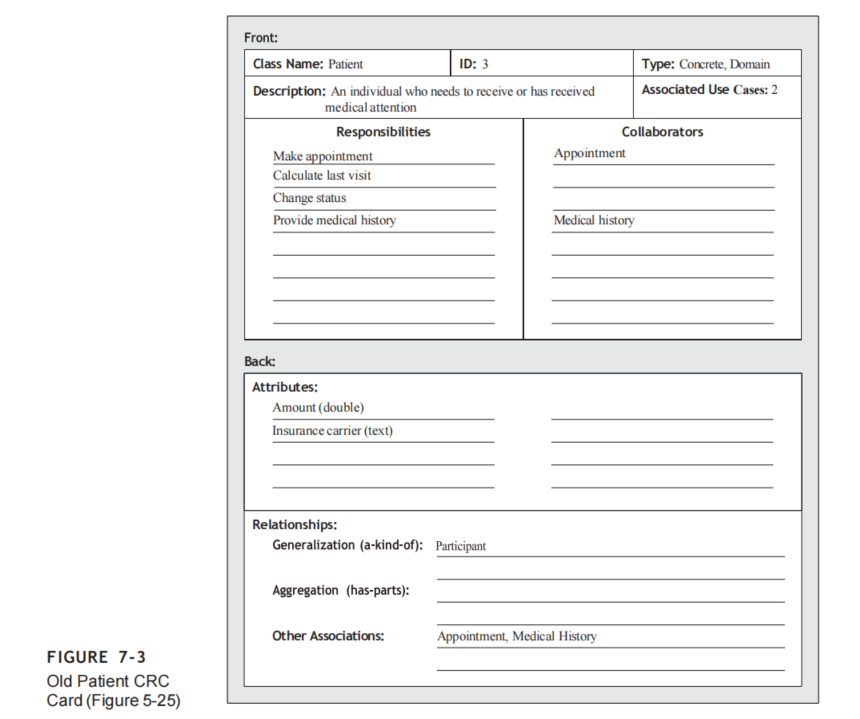 Front:
Class Name: Patient
ID: 3
Type: Concrete, Domain
Description: An individual who needs to receive or has received
medical attention
Associated Use Cases: 2
Responsibilities
Make appointment
Calculate last visit
Change status
Provide medical history
Collaborators
Appointment
Medical history
Back:
Attributes:
Amount (double)
Insurance carrier (text)
Relationships:
Generalization (a-kind-of): Participant
Aggregation (has-parts):
Other Associations: Appointment, Medical History
FIGURE 7-3
Old Patient CRC
Card (Figure 5-25)